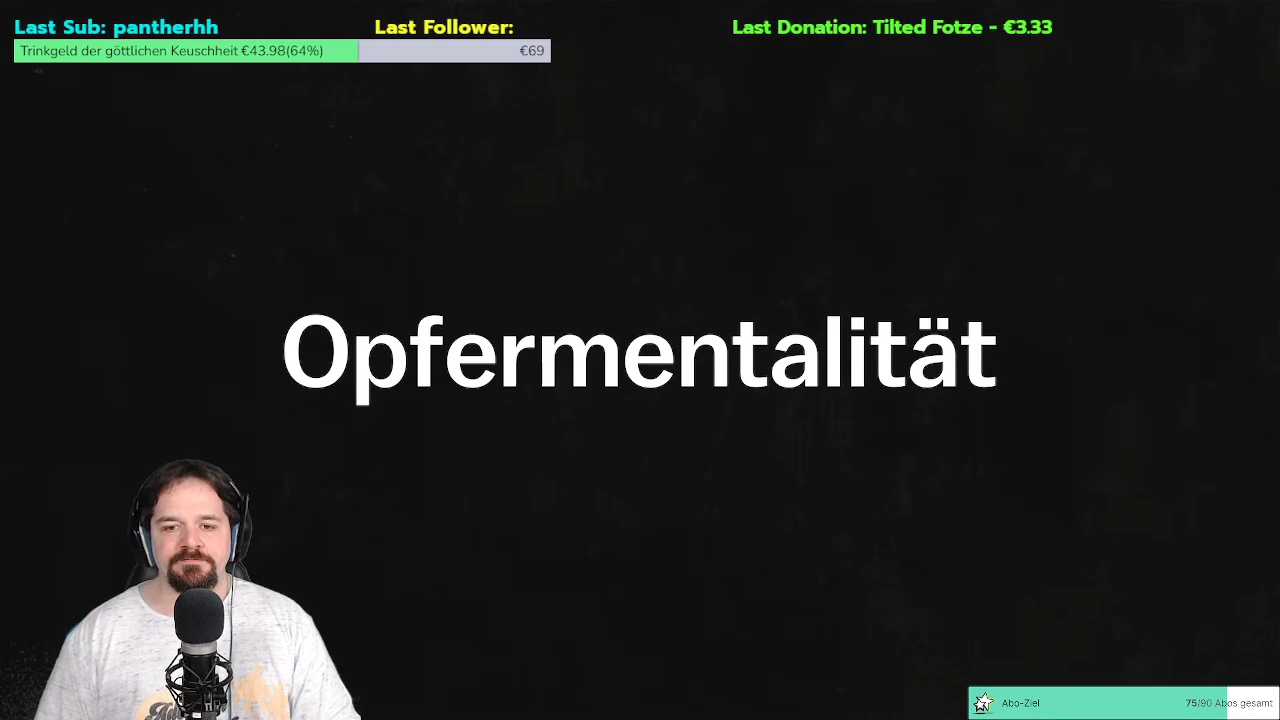 Last Sub: pantherhh
Last Follower:
Last Donation: Tilted Fotze - €3.33
Trinkgeld der göttlichen Keuschheit €43.98(64%)
€69
Opfermentalität
Abo-Ziel
75/90 Abos gesamt